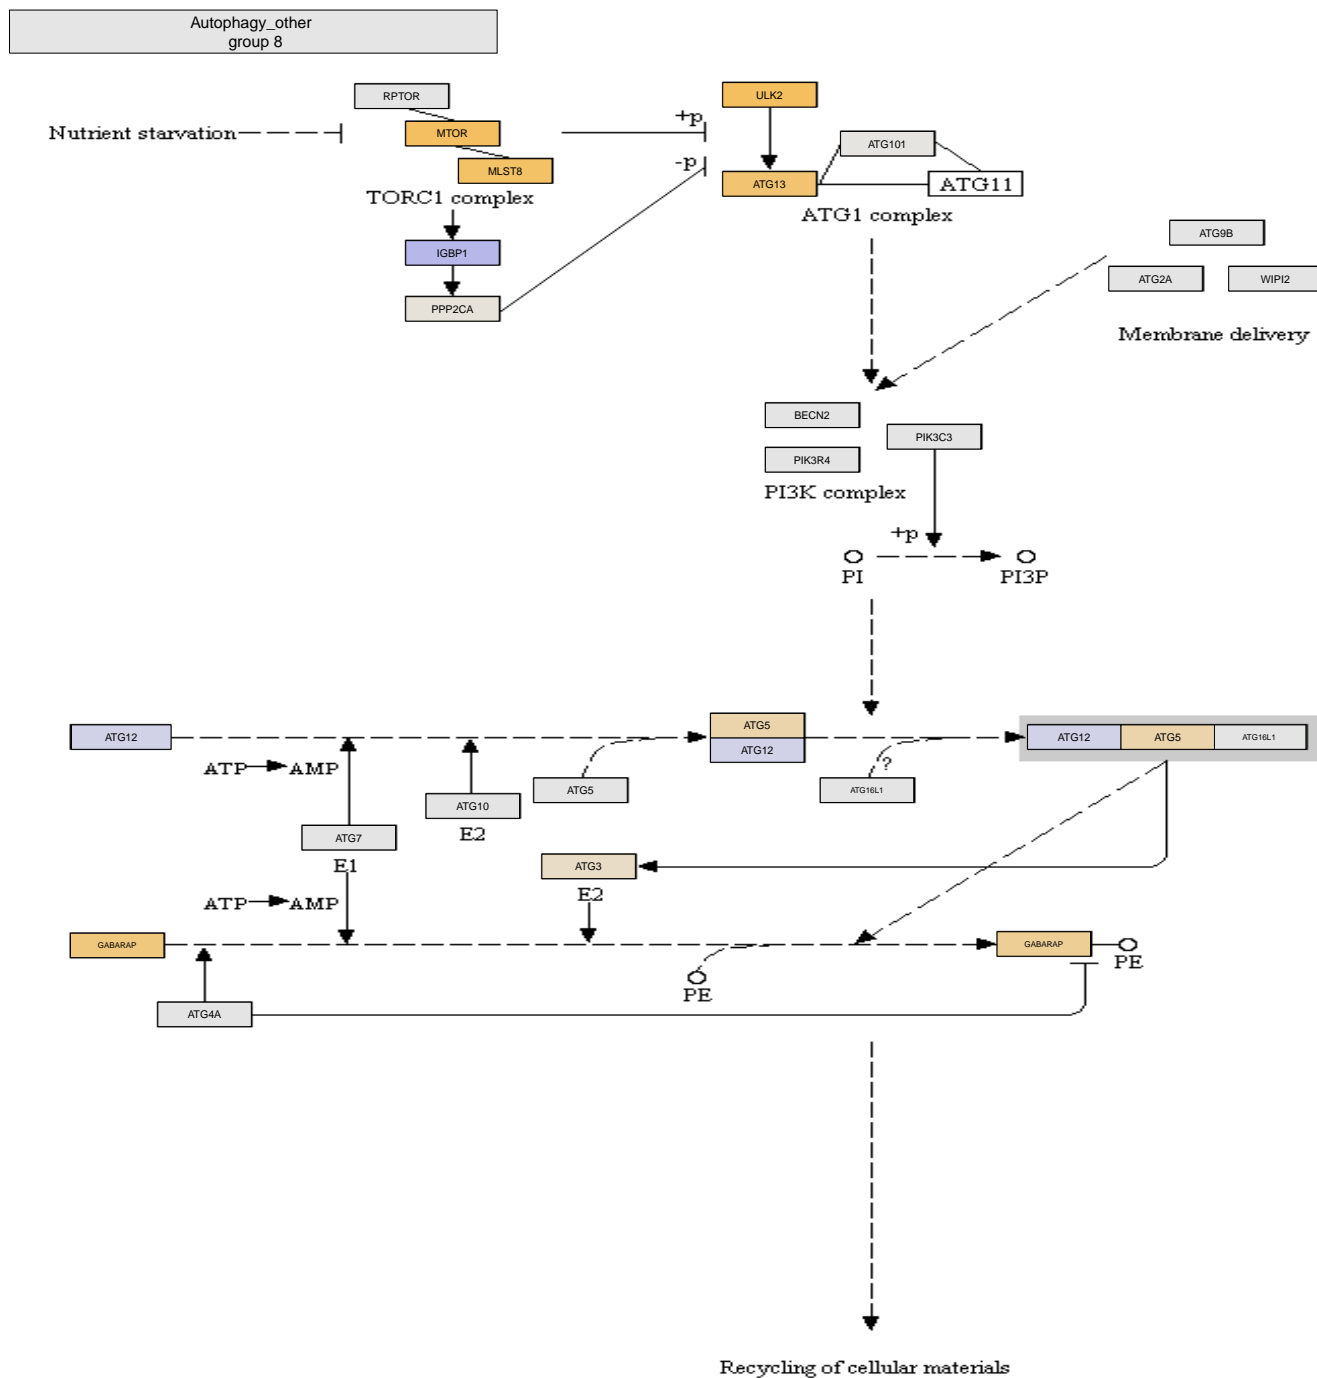 Autophagy_other
group 8
RPTOR
ULK2
Nutrient starvation
MTOR
+p
ATG101
MLST8
-p
ATG13
ATG11
TORC1 complex
ATG1 complex
IGBP1
ATG9B
PPP2CA
ATG2A
WIPI2
Membrane delivery
BECN2
PIK3C3
PIK3R4
PI3K complex
+p
PI
PI3P
ATG12
ATG5
ATG12
ATG12
ATG5
ATG16L1
ATP
AMP
?
ATG10
ATG5
ATG16L1
E2
ATG7
E1
ATG3
E2
ATP
AMP
GABARAP
GABARAP
PE
PE
ATG4A
Recycling of cellular materials